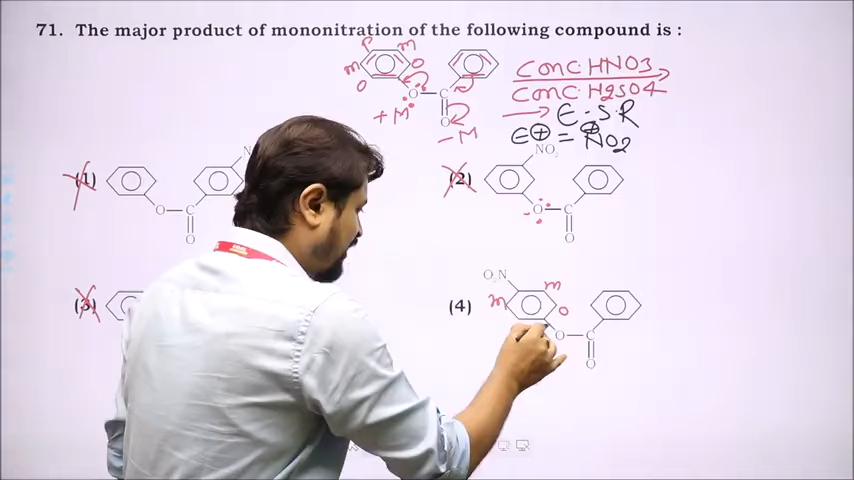 71. The major product of mononitration of the following compound is :
P
m
m
O
O
O
C
O
+M
-M
Conc. HNO3
Conc. H2SO4
E.S.R
E⊕ = N⊕O2
(1)
N
O
C
O
(2)
NO2
O
C
O
(3)
(4)
O2N
m
m
O
O
C
O